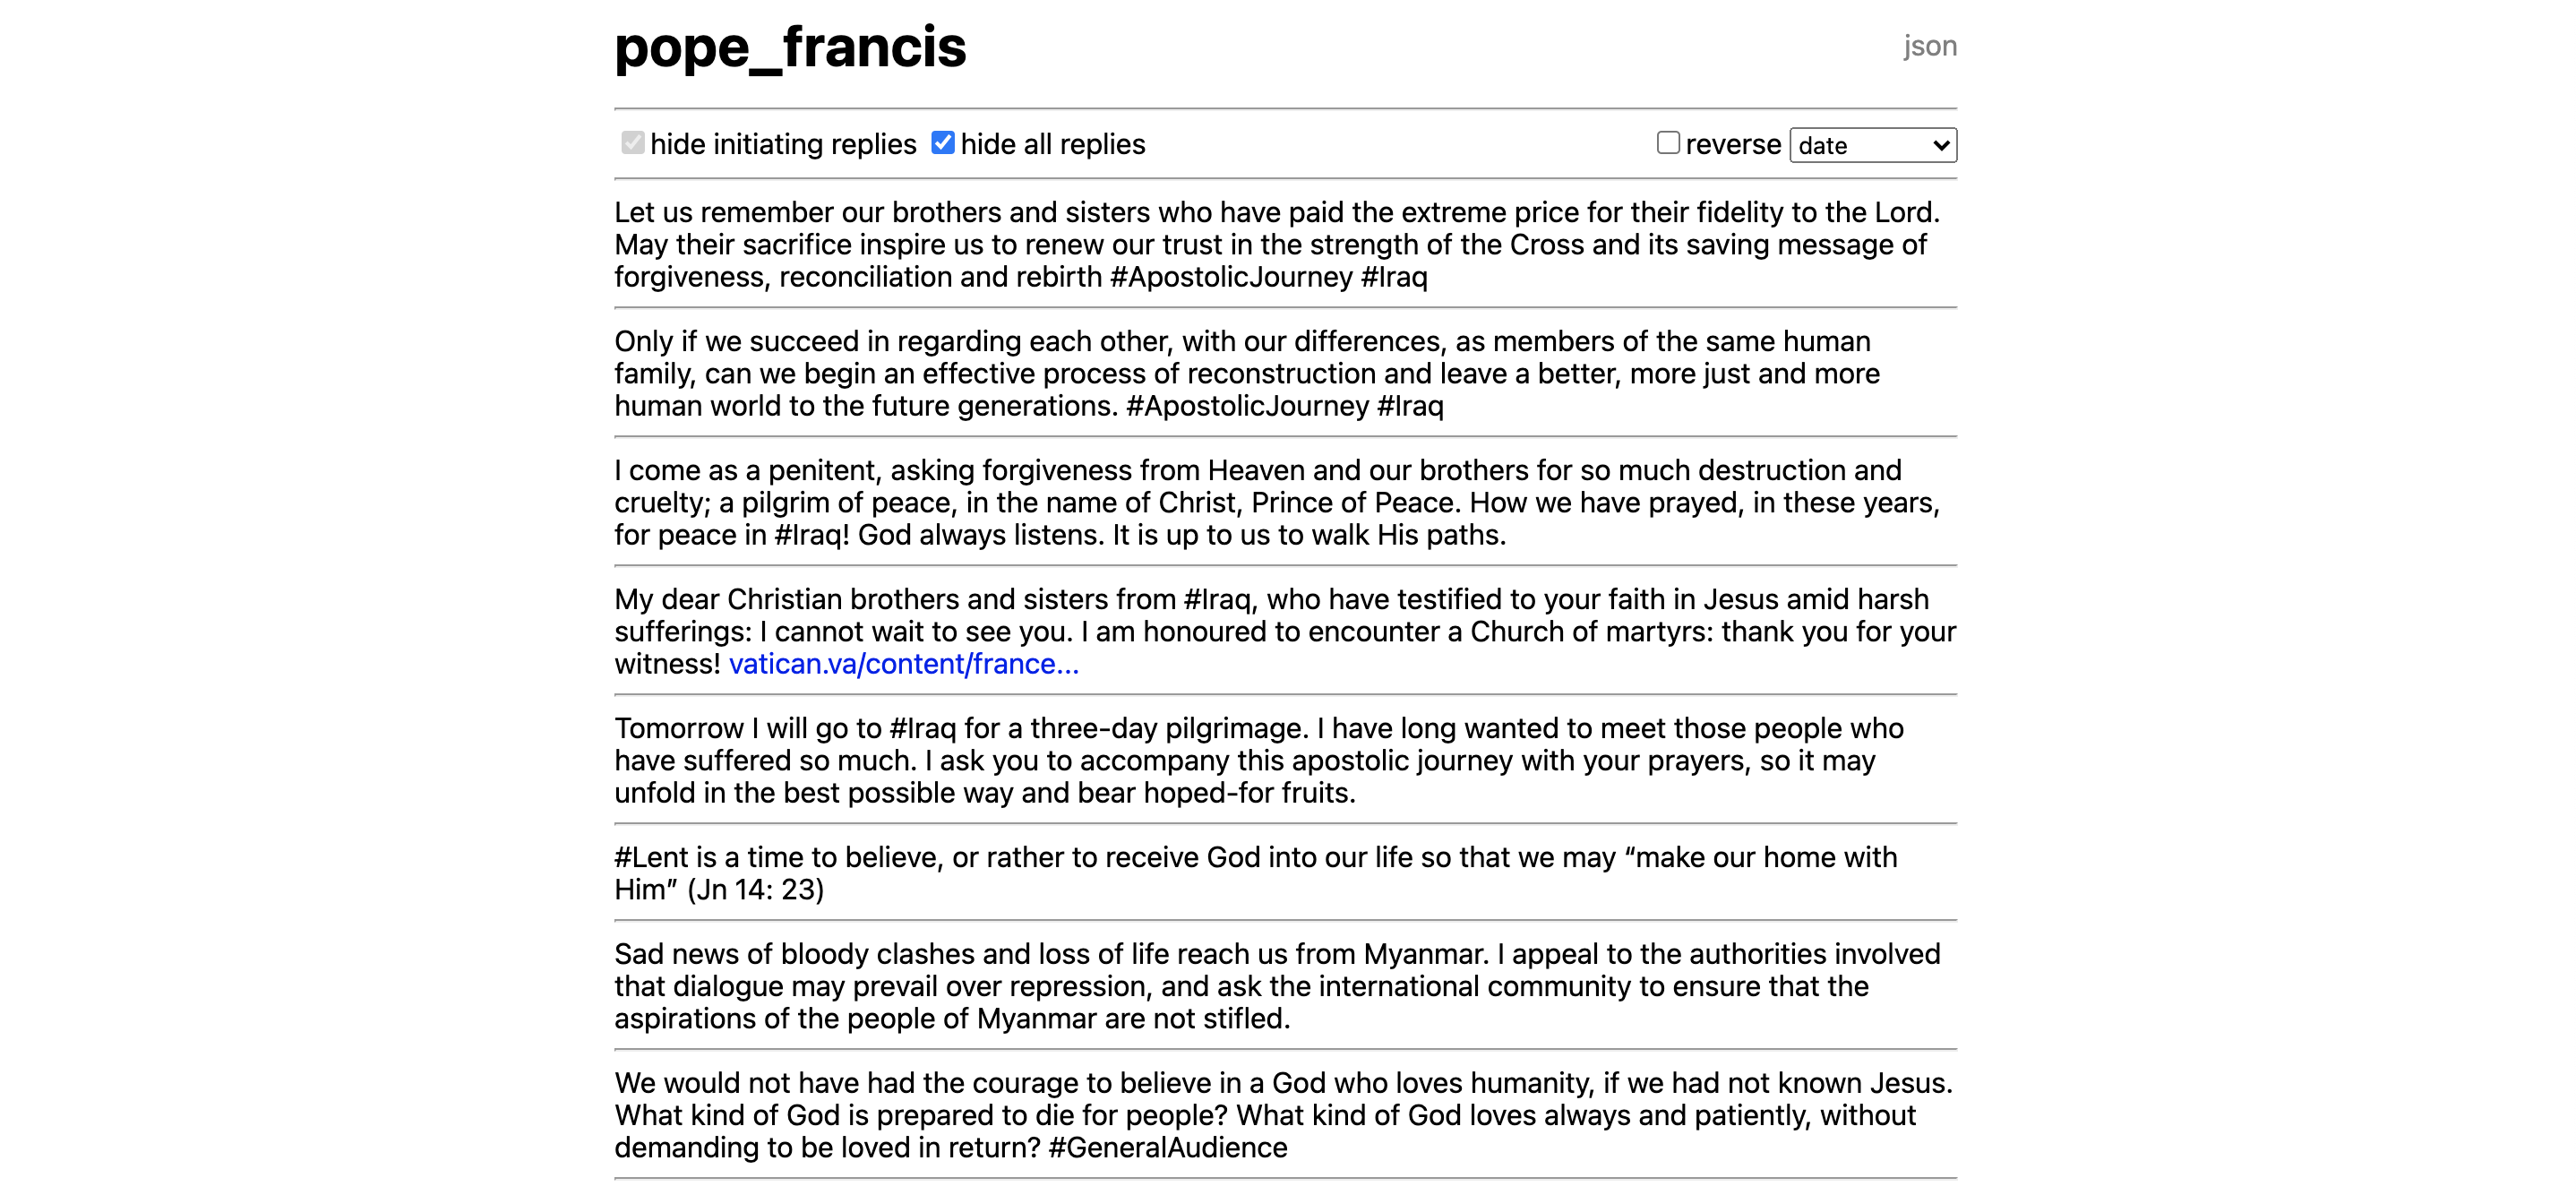 pope_francis
json
hide initiating replies hide all replies
reverse date
Let us remember our brothers and sisters who have paid the extreme price for their fidelity to the Lord.
May their sacrifice inspire us to renew our trust in the strength of the Cross and its saving message of
forgiveness, reconciliation and rebirth #ApostolicJourney #Iraq
Only if we succeed in regarding each other, with our differences, as members of the same human
family, can we begin an effective process of reconstruction and leave a better, more just and more
human world to the future generations. #ApostolicJourney #Iraq
I come as a penitent, asking forgiveness from Heaven and our brothers for so much destruction and
cruelty; a pilgrim of peace, in the name of Christ, Prince of Peace. How we have prayed, in these years,
for peace in #Iraq! God always listens. It is up to us to walk His paths.
My dear Christian brothers and sisters from #Iraq, who have testified to your faith in Jesus amid harsh
sufferings: I cannot wait to see you. I am honoured to encounter a Church of martyrs: thank you for your
witness! vatican.va/content/france...
Tomorrow I will go to #Iraq for a three-day pilgrimage. I have long wanted to meet those people who
have suffered so much. I ask you to accompany this apostolic journey with your prayers, so it may
unfold in the best possible way and bear hoped-for fruits.
#Lent is a time to believe, or rather to receive God into our life so that we may “make our home with
Him” (Jn 14: 23)
Sad news of bloody clashes and loss of life reach us from Myanmar. I appeal to the authorities involved
that dialogue may prevail over repression, and ask the international community to ensure that the
aspirations of the people of Myanmar are not stifled.
We would not have had the courage to believe in a God who loves humanity, if we had not known Jesus.
What kind of God is prepared to die for people? What kind of God loves always and patiently, without
demanding to be loved in return? #GeneralAudience